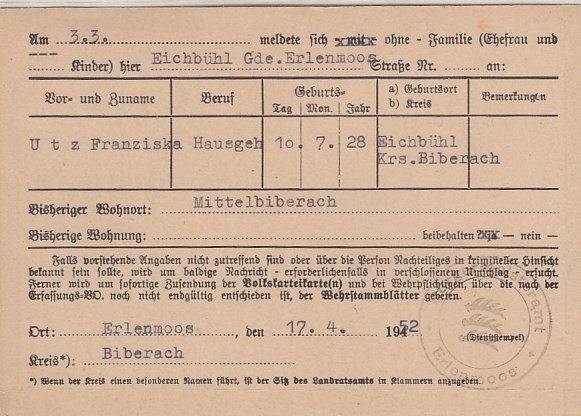 Am 3.3. meldete sich mit ohne - Familie (Ehefrau und
Kinder) hier Eichbühl Gde.Erlenmoos Straße Nr. an:
Vor- und Zuname Beruf Geburts- Tag Mon. Jahr a) Geburtsort b) Kreis Bemerkungen
U t z Franziska Hausgeh 10. 7. 28 Eichbühl
Krs.Biberach
Bisheriger Wohnort: Mittelbiberach
Bisherige Wohnung: beibehalten ja — nein —
Falls vorstehende Angaben nicht zutreffend sind oder über die Person Nachteiliges in krimineller Hinsicht
bekannt sein sollte, wird um baldige Nachricht - erforderlichenfalls in verschlossenem Umschlag - ersucht.
Ferner wird um sofortige Zusendung der Volkskarteikarte(n) und bei Wehrpflichtigen, über die nach der
Erfassungs-VO. noch nicht endgültig entschieden ist, der Wehrstammblätter gebeten.
Ort: Erlenmoos, den 17.4. 19452
(Dienststempel)
Kreis*): Biberach
Erlenmoos
*) Wenn der Kreis einen besonderen Namen führt, ist der Sitz des Landratsamts in Klammern anzugeben.